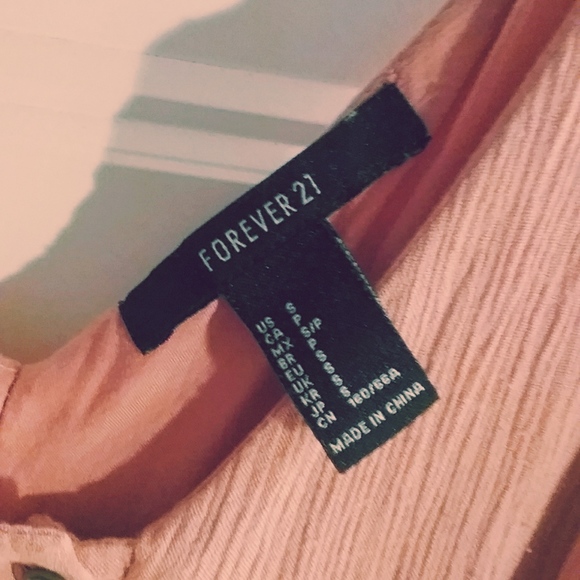 FOREVER 21
US S
CA P
MX S/P
BR P
EU S
UK S
KR S
JP S
CN 160/66A
MADE IN CHINA